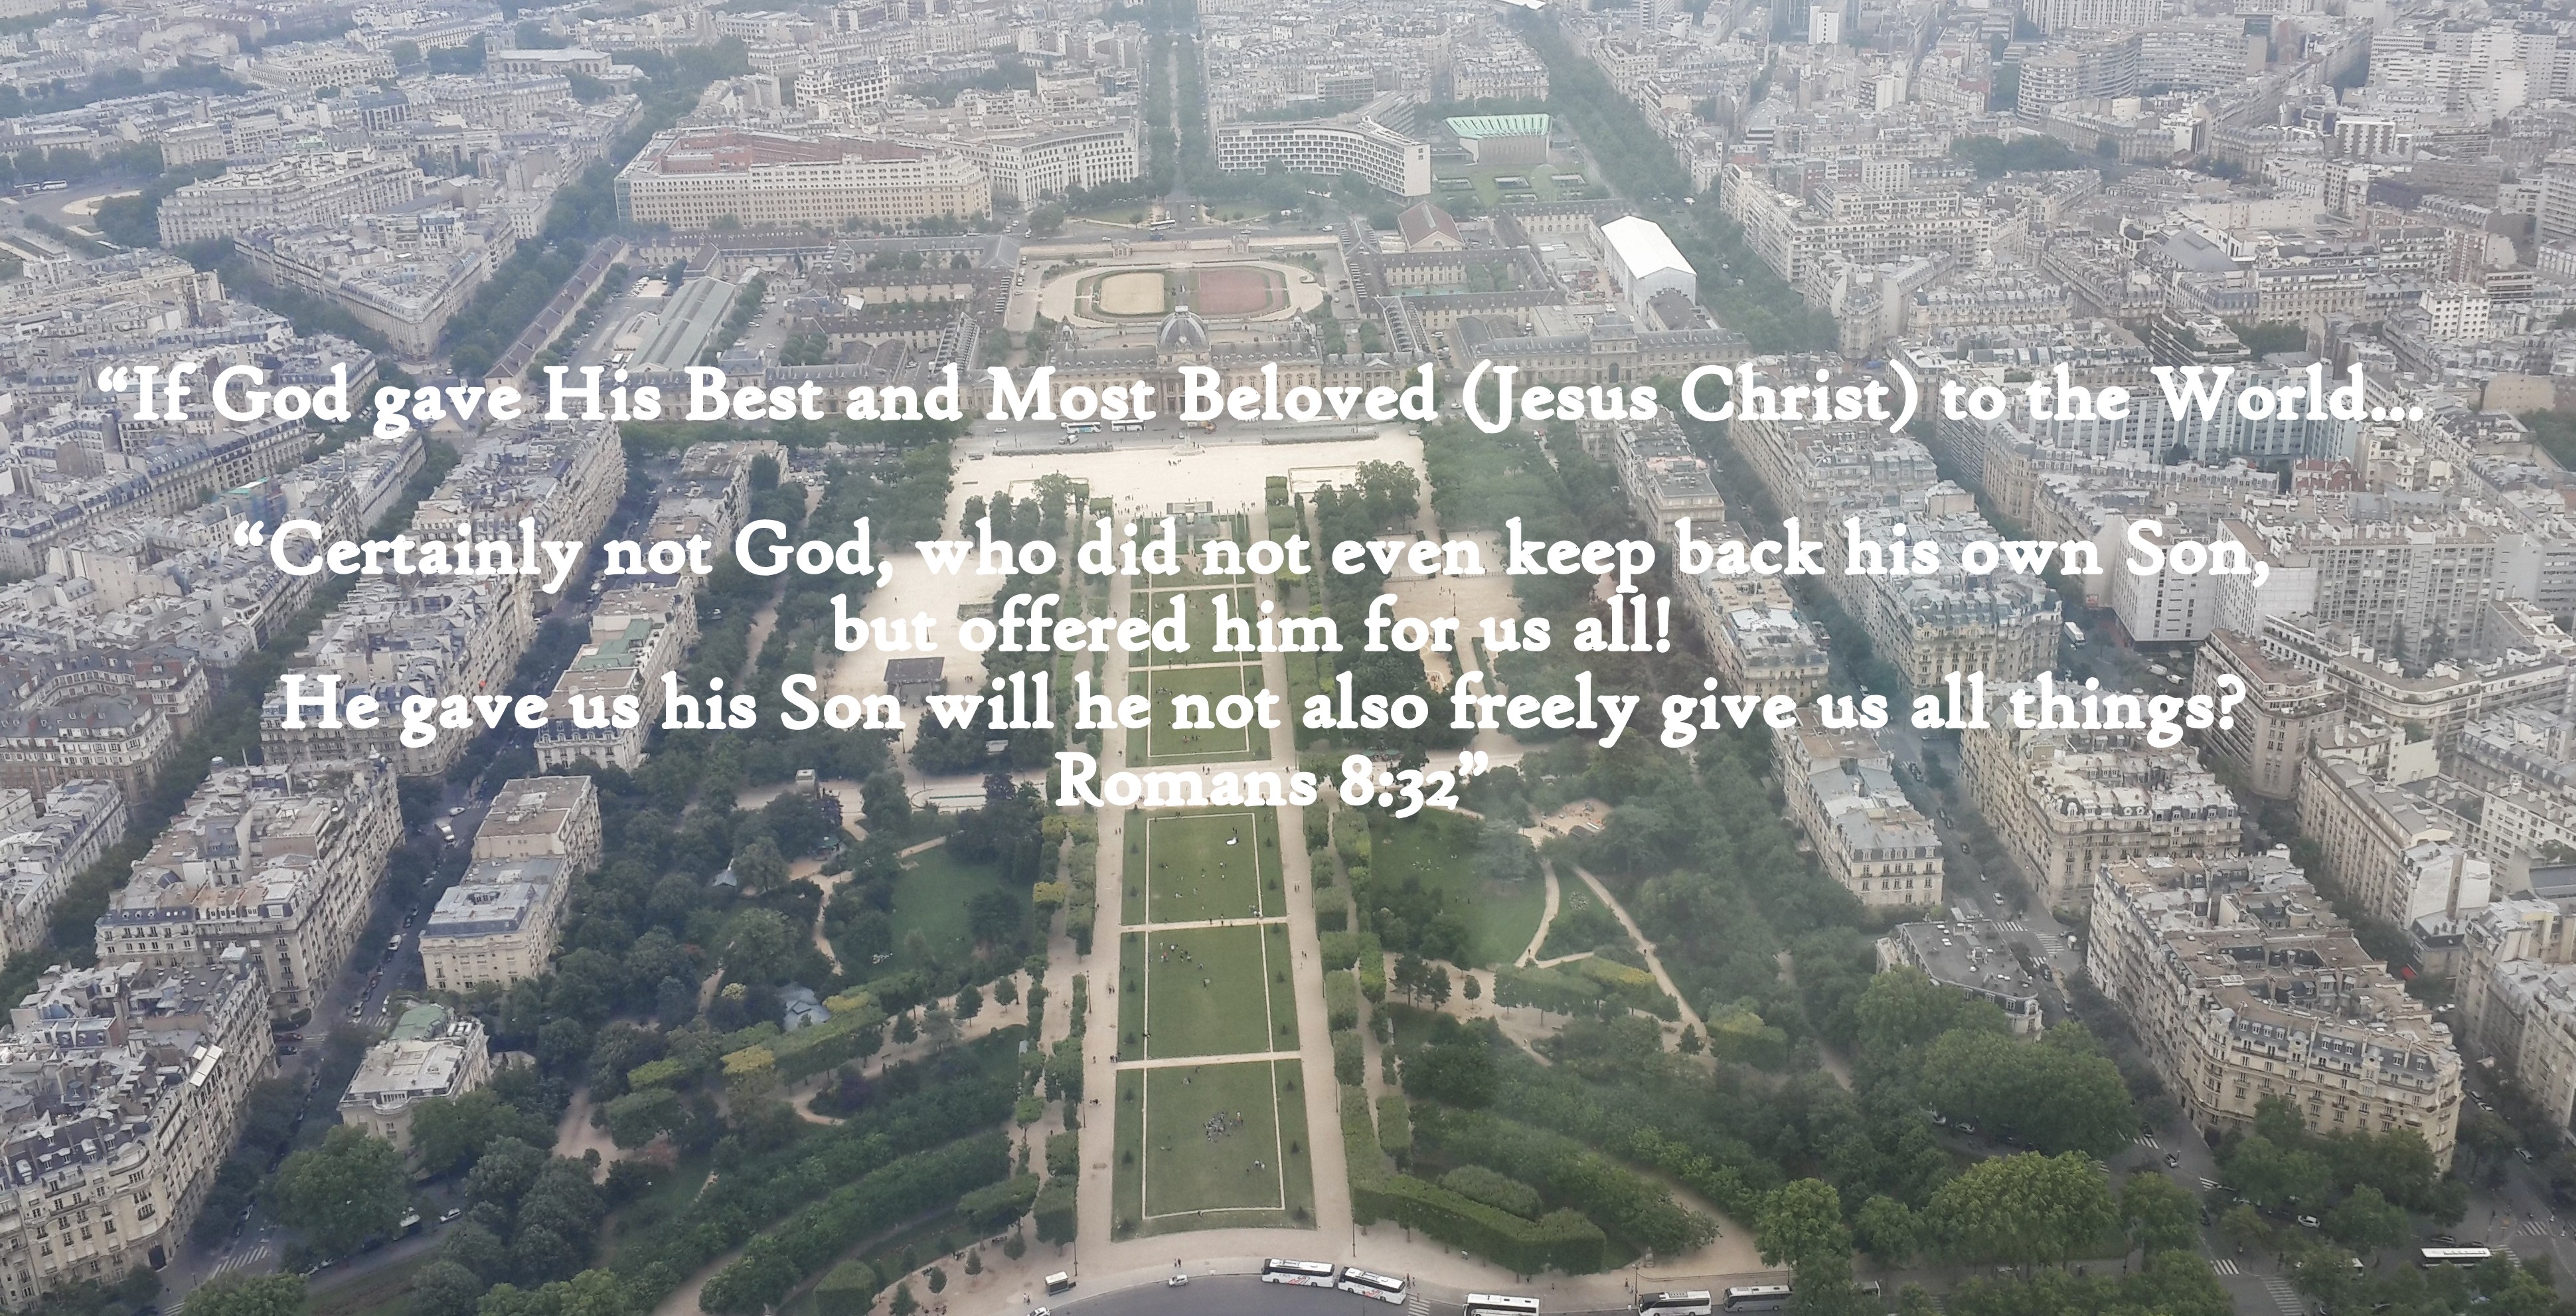 “If God gave His Best and Most Beloved (Jesus Christ) to the World...
“Certainly not God, who did not even keep back his own Son,
but offered him for us all!
He gave us his Son will he not also freely give us all things?
Romans 8:32”